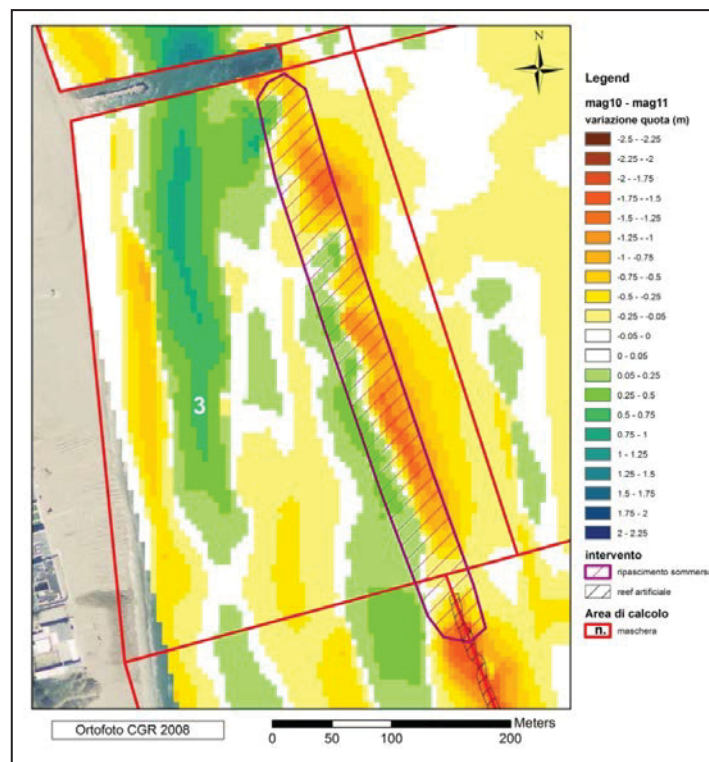 N
3
Legend
mag10 - mag11
variazione quota (m)
-2.5 - -2.25
-2.25 - -2
-2 - -1.75
-1.75 - -1.5
-1.5 - -1.25
-1.25 - -1
-1 - -0.75
-0.75 - -0.5
-0.5 - -0.25
-0.25 - -0.05
-0.05 - 0
0 - 0.05
0.05 - 0.25
0.25 - 0.5
0.5 - 0.75
0.75 - 1
1 - 1.25
1.25 - 1.5
1.5 - 1.75
1.75 - 2
2 - 2.25
intervento
ripascimento sommerso
reef artificiale
Area di calcolo
n. maschera
Ortofoto CGR 2008
Meters
0 50 100 200